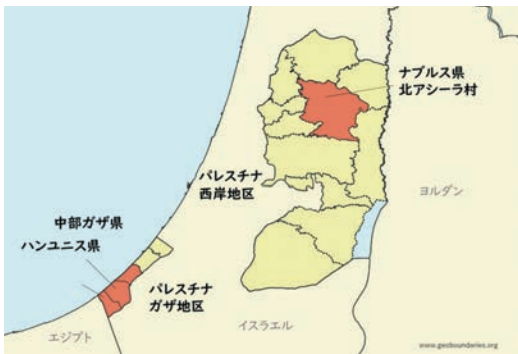 ナブルス県
北アシーラ村
パレスチナ
西岸地区
ヨルダン
中部ガザ県
ハンユニス県
パレスチナ
ガザ地区
イスラエル
エジプト
www.geoboundaries.org